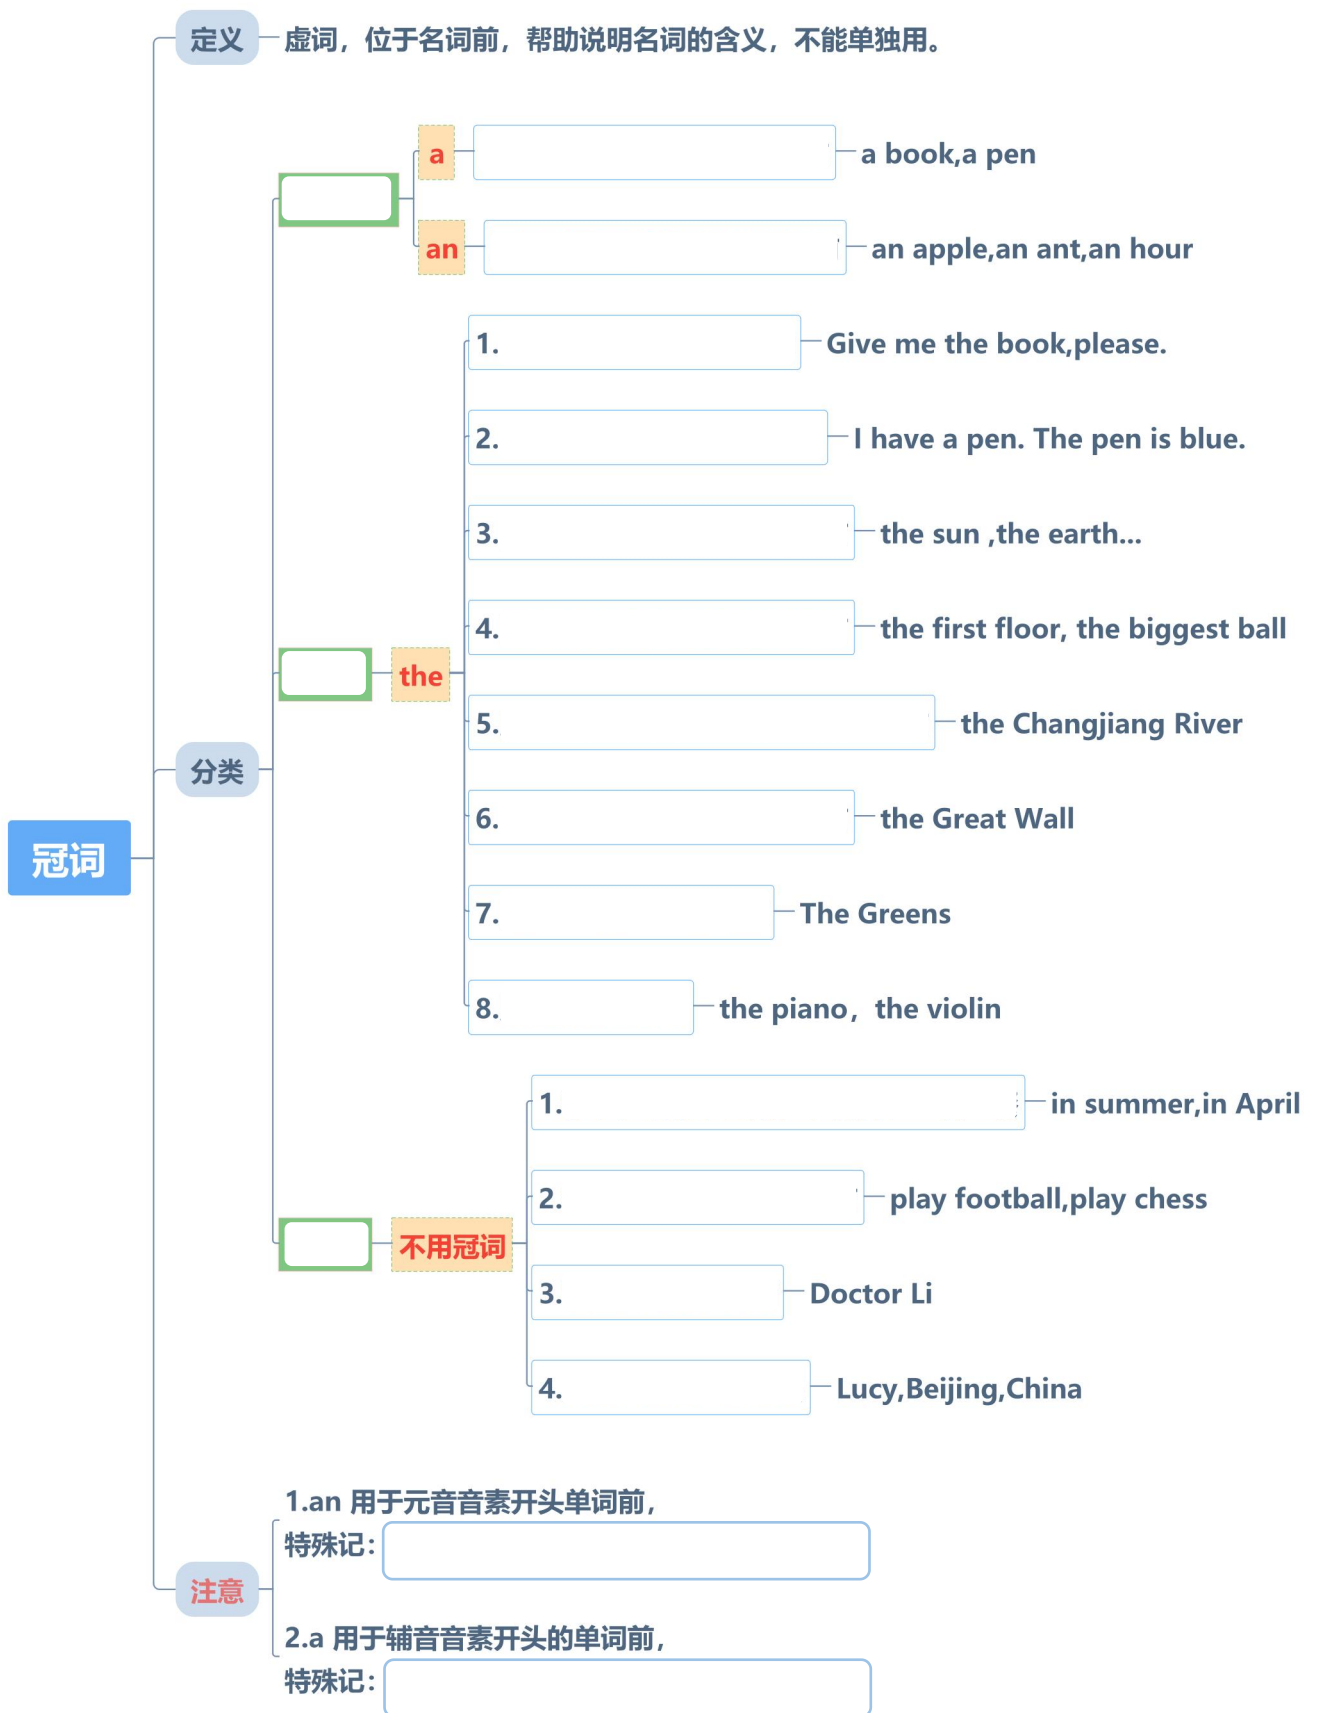 定义
虚词，位于名词前，帮助说明名词的含义，不能单独用。
a
a book,a pen
an
an apple,an ant,an hour
1.
Give me the book,please.
2.
I have a pen. The pen is blue.
3.
the sun ,the earth...
4.
the first floor, the biggest ball
the
5.
the Changjiang River
分类
6.
the Great Wall
冠词
7.
The Greens
8.
the piano，the violin
1.
in summer,in April
2.
play football,play chess
不用冠词
3.
Doctor Li
4.
Lucy,Beijing,China
1.an 用于元音音素开头单词前，
特殊记：
注意
2.a 用于辅音音素开头的单词前，
特殊记：